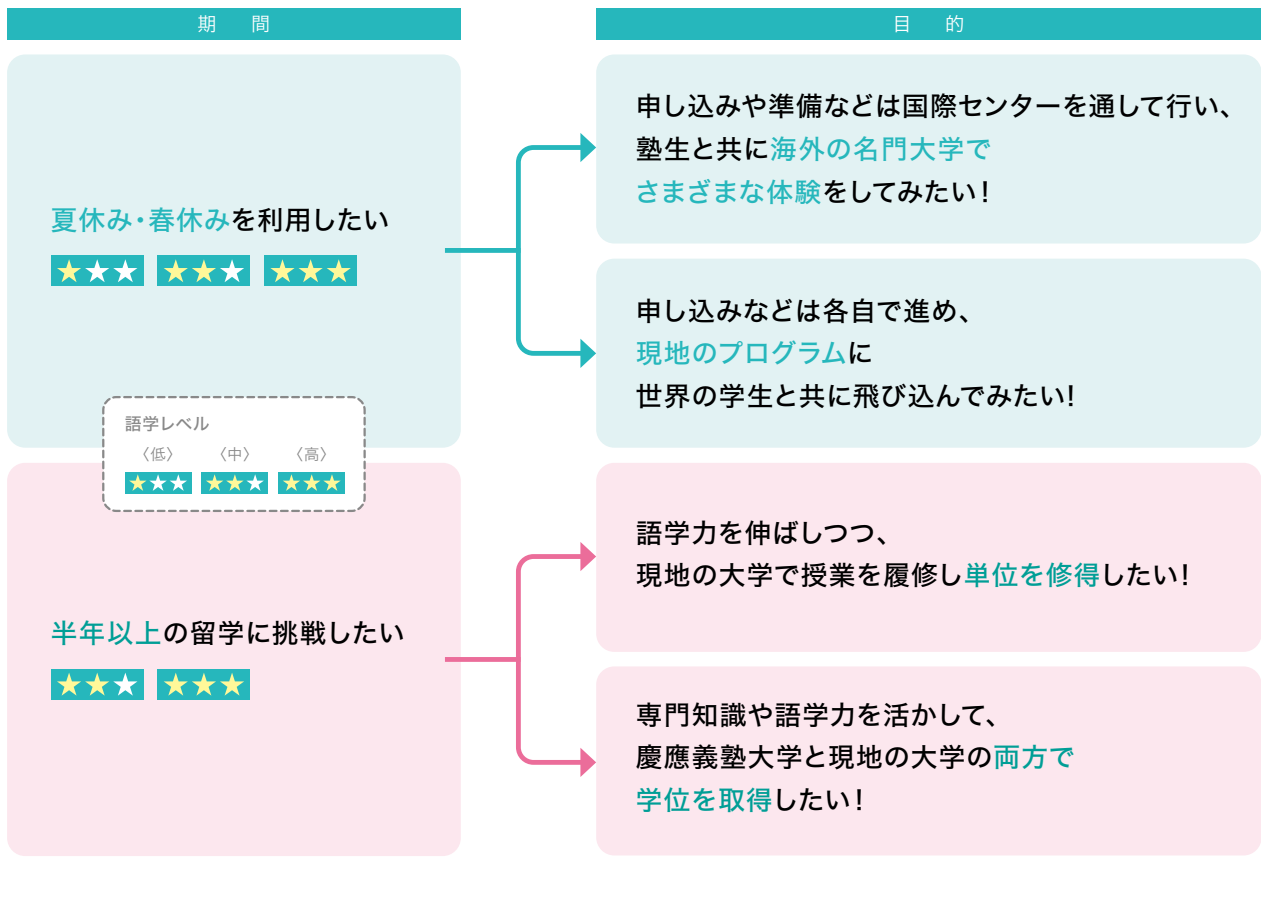 期間
目的
夏休み・春休みを利用したい
★★★ ★★★ ★★★
申し込みや準備などは国際センターを通して行い、
塾生と共に海外の名門大学で
さまざまな体験をしてみたい！
申し込みなどは各自で進め、
現地のプログラムに
世界の学生と共に飛び込んでみたい！
語学レベル
〈低〉 〈中〉 〈高〉
★★★ ★★★ ★★★
半年以上の留学に挑戦したい
★★★ ★★★
語学力を伸ばしつつ、
現地の大学で授業を履修し単位を修得したい！
専門知識や語学力を活かして、
慶應義塾大学と現地の大学の両方で
学位を取得したい！